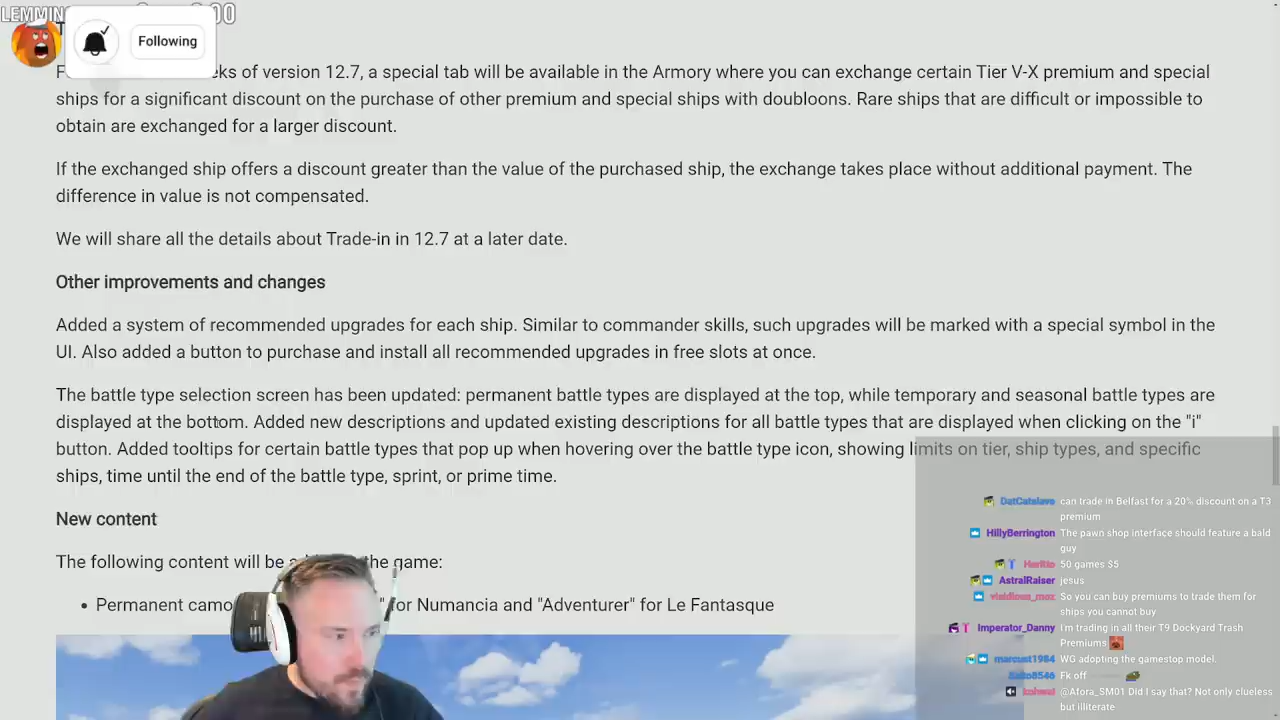 LEMMIN
00
Following
eks of version 12.7, a special tab will be available in the Armory where you can exchange certain Tier V-X premium and special
ships for a significant discount on the purchase of other premium and special ships with doubloons. Rare ships that are difficult or impossible to
obtain are exchanged for a larger discount.
If the exchanged ship offers a discount greater than the value of the purchased ship, the exchange takes place without additional payment. The
difference in value is not compensated.
We will share all the details about Trade-in in 12.7 at a later date.
Other improvements and changes
Added a system of recommended upgrades for each ship. Similar to commander skills, such upgrades will be marked with a special symbol in the
UI. Also added a button to purchase and install all recommended upgrades in free slots at once.
The battle type selection screen has been updated: permanent battle types are displayed at the top, while temporary and seasonal battle types are
displayed at the bottom. Added new descriptions and updated existing descriptions for all battle types that are displayed when clicking on the "i"
button. Added tooltips for certain battle types that pop up when hovering over the battle type icon, showing limits on tier, ship types, and specific
ships, time until the end of the battle type, sprint, or prime time.
New content
The following content will be a the game:
• Permanent camo " for Numancia and "Adventurer" for Le Fantasque
DatCatslave can trade in Belfast for a 20% discount on a T3
premium
HillyBerrington The pawn shop interface should feature a bald
guy
50 games $5
AstralRaiser jesus
So you can buy premiums to trade them for
ships you cannot buy
Imperator_Danny I'm trading in all their T9 Dockyard Trash
Premiums
marcust1984 WG adopting the gamestop model.
Fk off
@Afora_SM01 Did I say that? Not only clueless
but illiterate